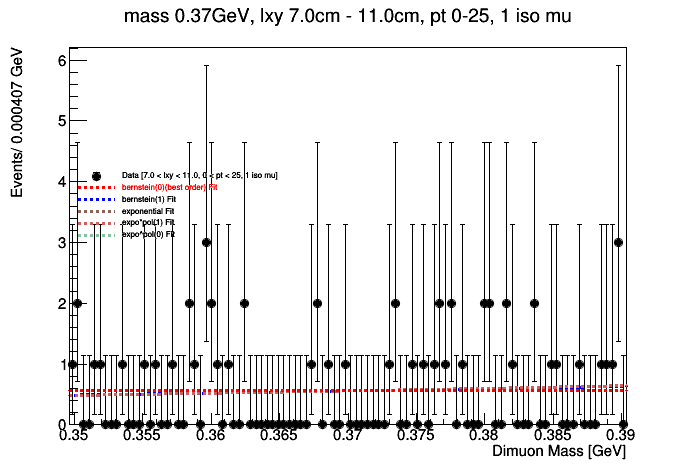 mass 0.37GeV, lxy 7.0cm - 11.0cm, pt 0-25, 1 iso mu
Events/ 0.000407 GeV
6
5
4
3
2
1
0
Data [7.0 < lxy < 11.0, 0 < pt < 25, 1 iso mu]
bernstein(0)(best order) Fit
bernstein(1) Fit
exponential Fit
expo*pol(1) Fit
expo^pol(0) Fit
0.35 0.355 0.36 0.365 0.37 0.375 0.38 0.385 0.39
Dimuon Mass [GeV]